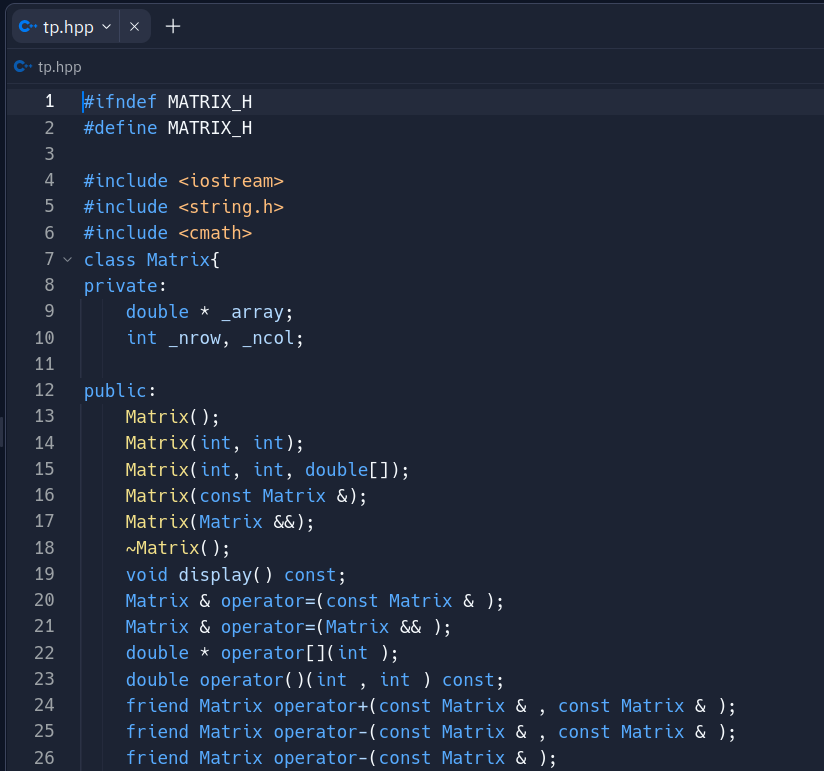 tp.hpp
tp.hpp
1 #ifndef MATRIX_H
2 #define MATRIX_H
3
4 #include <iostream>
5 #include <string.h>
6 #include <cmath>
7 class Matrix{
8 private:
9     double * _array;
10     int _nrow, _ncol;
11
12 public:
13     Matrix();
14     Matrix(int, int);
15     Matrix(int, int, double[]);
16     Matrix(const Matrix &);
17     Matrix(Matrix &&);
18     ~Matrix();
19     void display() const;
20     Matrix & operator=(const Matrix & );
21     Matrix & operator=(Matrix && );
22     double * operator[](int );
23     double operator()(int , int ) const;
24     friend Matrix operator+(const Matrix & , const Matrix & );
25     friend Matrix operator-(const Matrix & , const Matrix & );
26     friend Matrix operator-(const Matrix & );